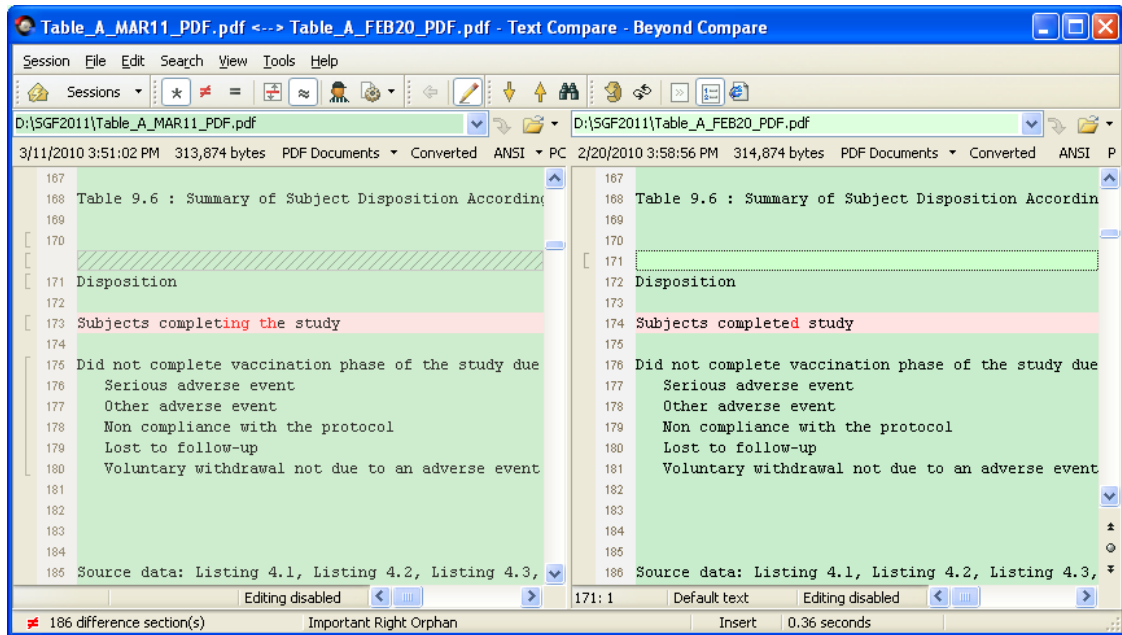 Table_A_MAR11_PDF.pdf <--> Table_A_FEB20_PDF.pdf - Text Compare - Beyond Compare
Session File Edit Search View Tools Help
Sessions
D:\SGF2011\Table_A_MAR11_PDF.pdf
3/11/2010 3:51:02 PM 313,874 bytes PDF Documents Converted ANSI PC
167
168 Table 9.6 : Summary of Subject Disposition According
169
170
171 Disposition
172
173 Subjects completing the study
174
175 Did not complete vaccination phase of the study due
176 Serious adverse event
177 Other adverse event
178 Non compliance with the protocol
179 Lost to follow-up
180 Voluntary withdrawal not due to an adverse event
181
182
183
184
185 Source data: Listing 4.1, Listing 4.2, Listing 4.3,
Editing disabled
D:\SGF2011\Table_A_FEB20_PDF.pdf
2/20/2010 3:58:56 PM 314,874 bytes PDF Documents Converted ANSI P
167
168 Table 9.6 : Summary of Subject Disposition Accordin
169
170
171
172 Disposition
173
174 Subjects completed study
175
176 Did not complete vaccination phase of the study due
177 Serious adverse event
178 Other adverse event
179 Non compliance with the protocol
180 Lost to follow-up
181 Voluntary withdrawal not due to an adverse event
182
183
184
185
186 Source data: Listing 4.1, Listing 4.2, Listing 4.3,
171: 1 Default text Editing disabled
186 difference section(s) Important Right Orphan Insert 0.36 seconds